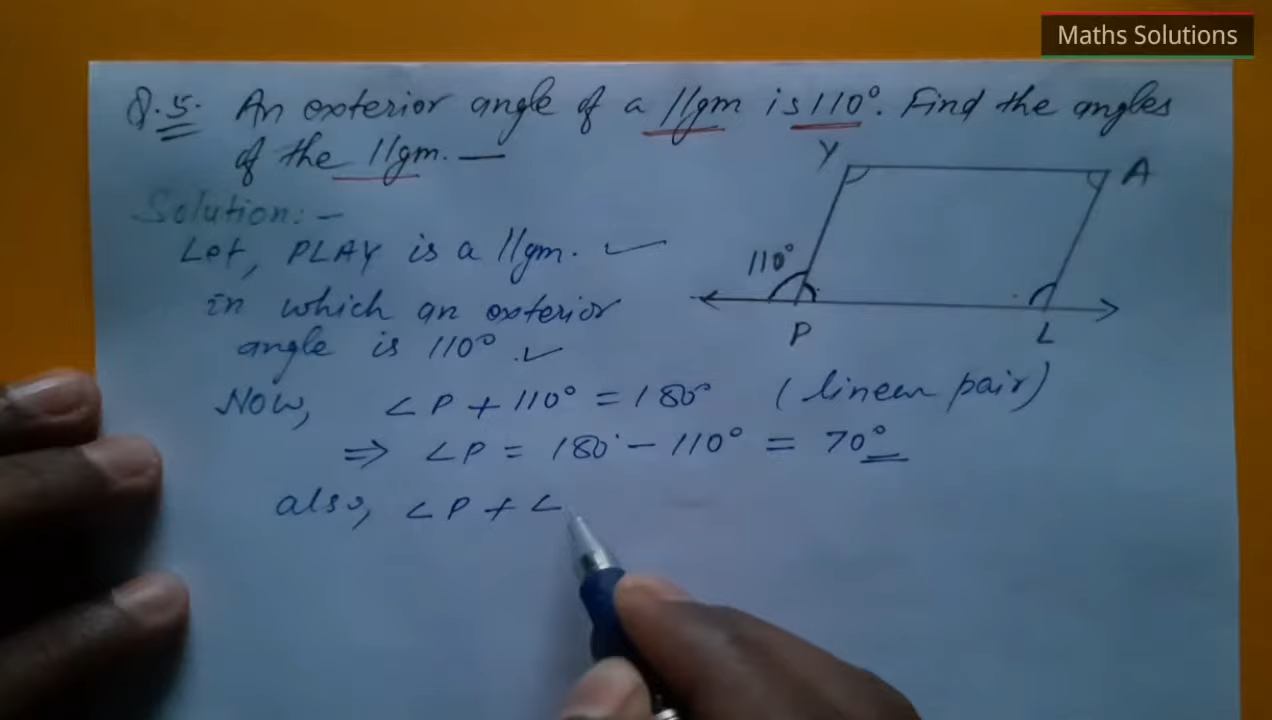 Maths Solutions
Q.5. An exterior angle of a ||gm is 110°. Find the angles
of the ||gm. —
Solution:-
Let, PLAY is a ||gm. ✓
in which an exterior
angle is 110° ✓
Y
A
110°
P
L
Now, ∠P + 110° = 180° (linear pair)
⇒ ∠P = 180° - 110° = 70°
also, ∠P + ∠